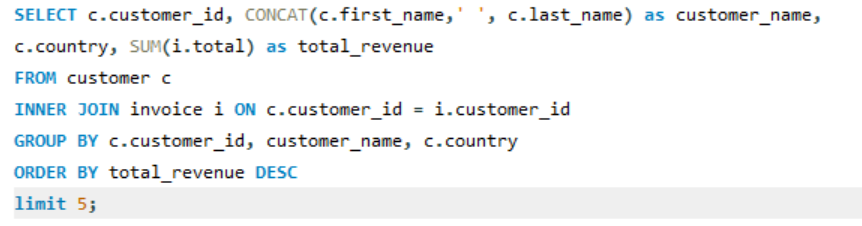 SELECT c.customer_id, CONCAT(c.first_name,' ', c.last_name) as customer_name,
c.country, SUM(i.total) as total_revenue
FROM customer c
INNER JOIN invoice i ON c.customer_id = i.customer_id
GROUP BY c.customer_id, customer_name, c.country
ORDER BY total_revenue DESC
limit 5;